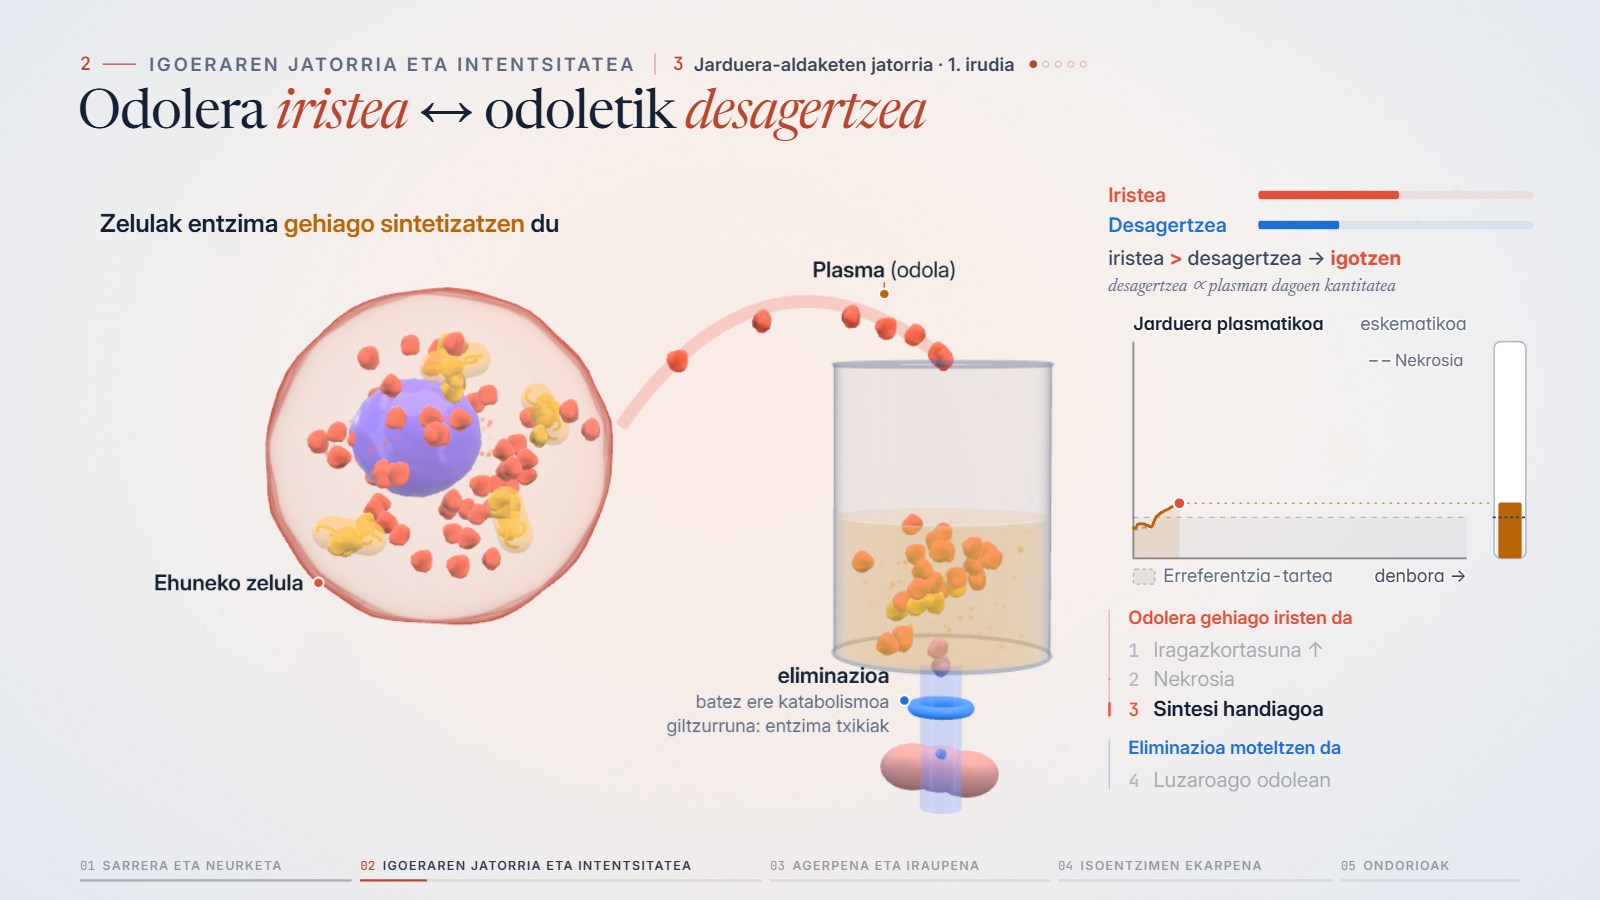 2 — IGOERAREN JATORRIA ETA INTENTSITATEA | 3 Jarduera-aldaketen jatorria · 1. irudia
Odolera iristea ↔ odoletik desagertzea
Zelulak entzima gehiago sintetizatzen du
Plasma (odola)
Ehuneko zelula
eliminazioa
batez ere katabolismoa
giltzurruna: entzima txikiak
Iristea
Desagertzea
iristea > desagertzea → igotzen
desagertzea ∝ plasman dagoen kantitatea
Jarduera plasmatikoa eskematikoa
-- Nekrosia
Erreferentzia-tartea denbora →
Odolera gehiago iristen da
1 Iragazkortasuna ↑
2 Nekrosia
3 Sintesi handiagoa
Eliminazioa moteltzen da
4 Luzaroago odolean
01 SARRERA ETA NEURKETA 02 IGOERAREN JATORRIA ETA INTENTSITATEA 03 AGERPENA ETA IRAUPENA 04 ISOENTZIMEN EKARPENA 05 ONDORIOAK